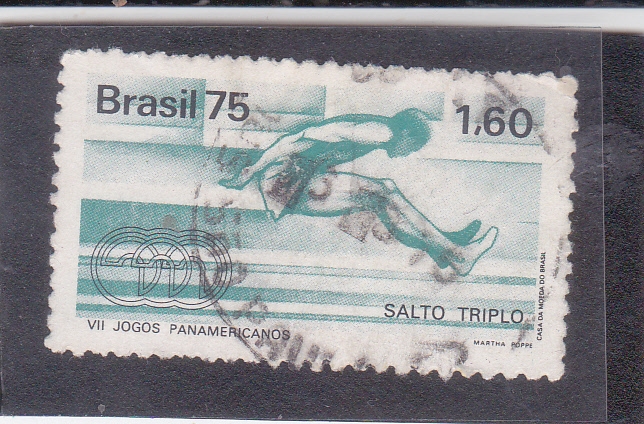 Brasil 75
1,60
SALTO TRIPLO
VII JOGOS PANAMERICANOS
MARTHA POPPE
CASA DA MOEDA DO BRASIL